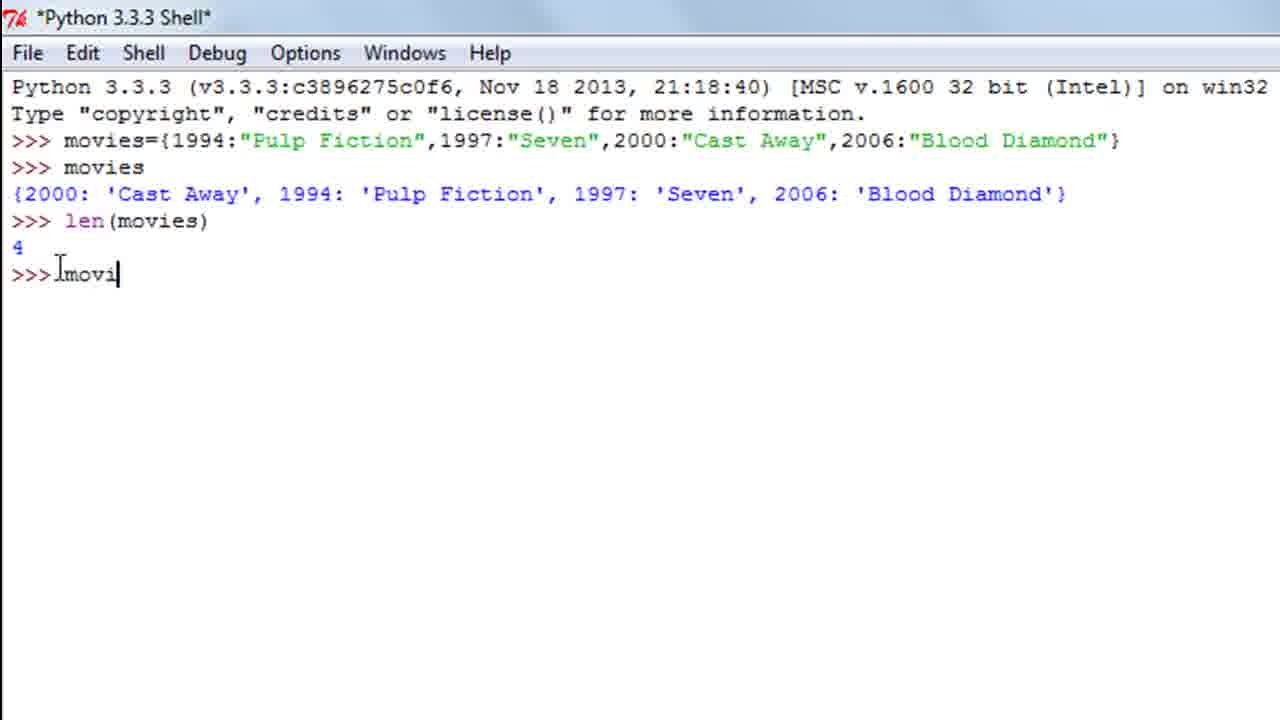 *Python 3.3.3 Shell*
File Edit Shell Debug Options Windows Help
Python 3.3.3 (v3.3.3:c3896275c0f6, Nov 18 2013, 21:18:40) [MSC v.1600 32 bit (Intel)] on win32
Type "copyright", "credits" or "license()" for more information.
>>> movies={1994:"Pulp Fiction",1997:"Seven",2000:"Cast Away",2006:"Blood Diamond"}
>>> movies
{2000: 'Cast Away', 1994: 'Pulp Fiction', 1997: 'Seven', 2006: 'Blood Diamond'}
>>> len(movies)
4
>>> movi